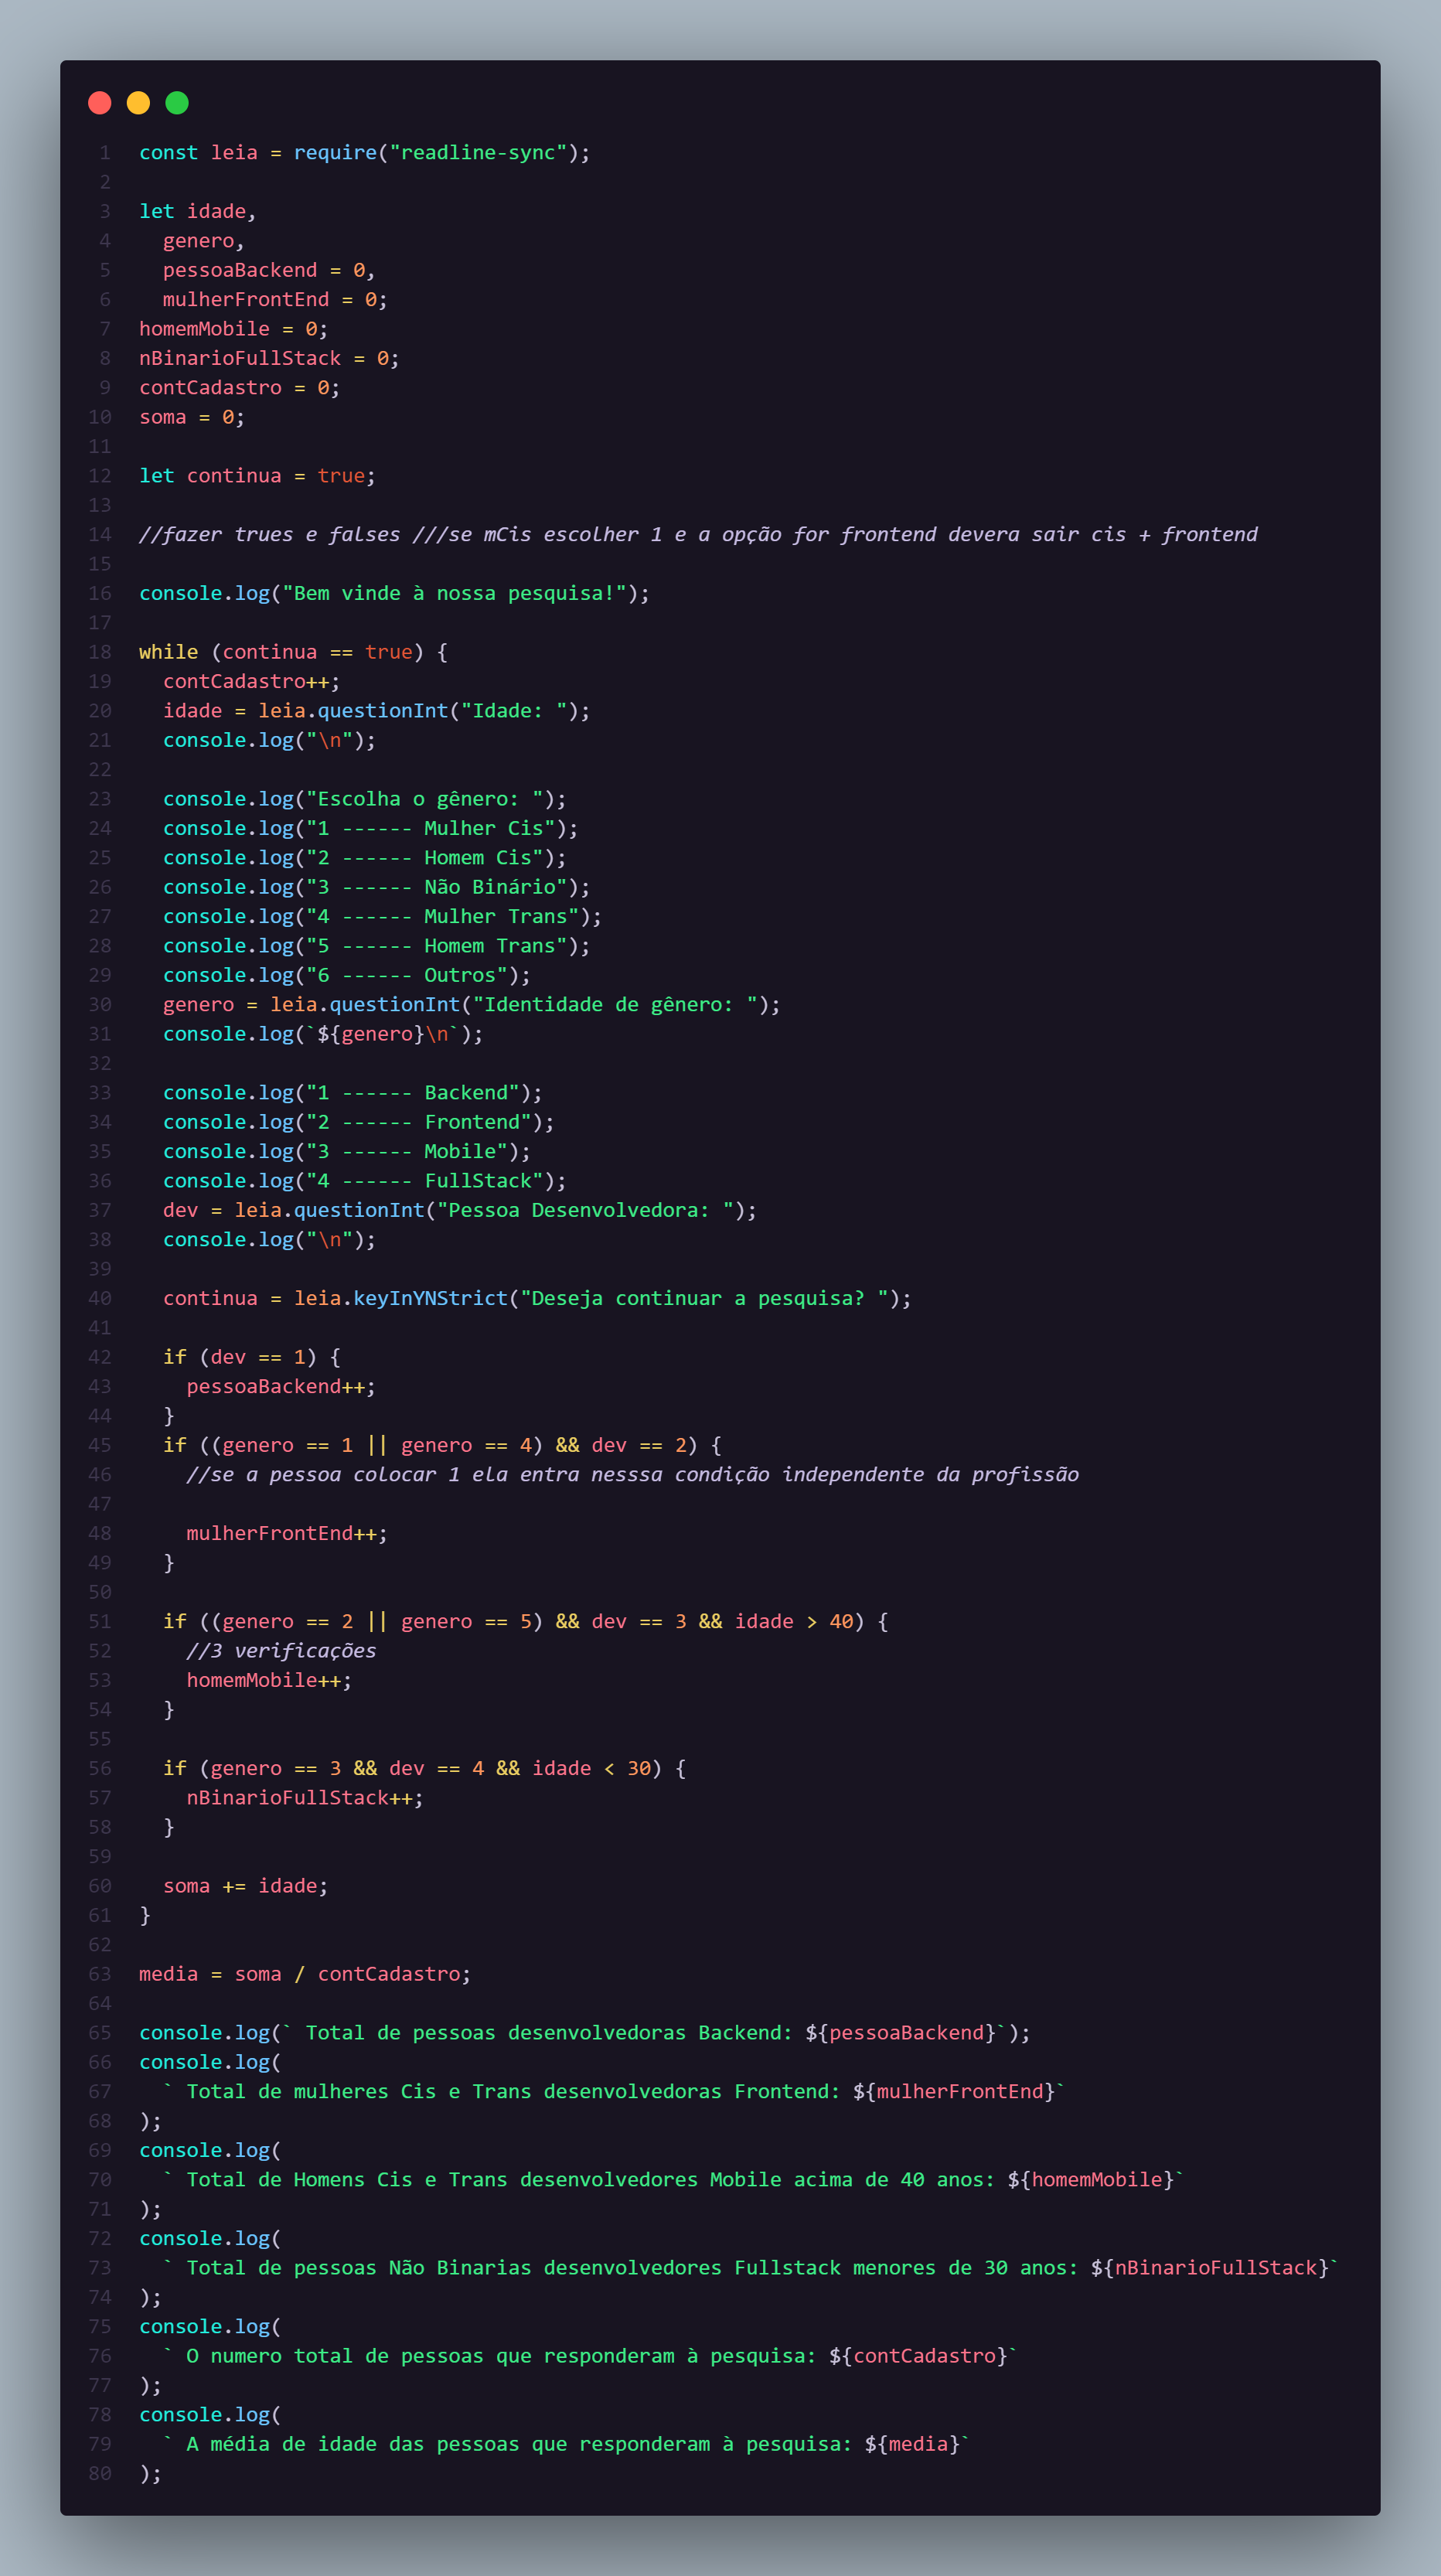 1 const leia = require("readline-sync");
2
3 let idade,
4   genero,
5   pessoaBackend = 0,
6   mulherFrontEnd = 0;
7 homemMobile = 0;
8 nBinarioFullStack = 0;
9 contCadastro = 0;
10 soma = 0;
11
12 let continua = true;
13
14 //fazer trues e falses ///se mCis escolher 1 e a opção for frontend devera sair cis + frontend
15
16 console.log("Bem vinde à nossa pesquisa!");
17
18 while (continua == true) {
19   contCadastro++;
20   idade = leia.questionInt("Idade: ");
21   console.log("\n");
22
23   console.log("Escolha o gênero: ");
24   console.log("1 ------ Mulher Cis");
25   console.log("2 ------ Homem Cis");
26   console.log("3 ------ Não Binário");
27   console.log("4 ------ Mulher Trans");
28   console.log("5 ------ Homem Trans");
29   console.log("6 ------ Outros");
30   genero = leia.questionInt("Identidade de gênero: ");
31   console.log(`${genero}\n`);
32
33   console.log("1 ------ Backend");
34   console.log("2 ------ Frontend");
35   console.log("3 ------ Mobile");
36   console.log("4 ------ FullStack");
37   dev = leia.questionInt("Pessoa Desenvolvedora: ");
38   console.log("\n");
39
40   continua = leia.keyInYNStrict("Deseja continuar a pesquisa? ");
41
42   if (dev == 1) {
43     pessoaBackend++;
44   }
45   if ((genero == 1 || genero == 4) && dev == 2) {
46     //se a pessoa colocar 1 ela entra nesssa condição independente da profissão
47
48     mulherFrontEnd++;
49   }
50
51   if ((genero == 2 || genero == 5) && dev == 3 && idade > 40) {
52     //3 verificações
53     homemMobile++;
54   }
55
56   if (genero == 3 && dev == 4 && idade < 30) {
57     nBinarioFullStack++;
58   }
59
60   soma += idade;
61 }
62
63 media = soma / contCadastro;
64
65 console.log(` Total de pessoas desenvolvedoras Backend: ${pessoaBackend}`);
66 console.log(
67   ` Total de mulheres Cis e Trans desenvolvedoras Frontend: ${mulherFrontEnd}`
68 );
69 console.log(
70   ` Total de Homens Cis e Trans desenvolvedores Mobile acima de 40 anos: ${homemMobile}`
71 );
72 console.log(
73   ` Total de pessoas Não Binarias desenvolvedores Fullstack menores de 30 anos: ${nBinarioFullStack}`
74 );
75 console.log(
76   ` O numero total de pessoas que responderam à pesquisa: ${contCadastro}`
77 );
78 console.log(
79   ` A média de idade das pessoas que responderam à pesquisa: ${media}`
80 );